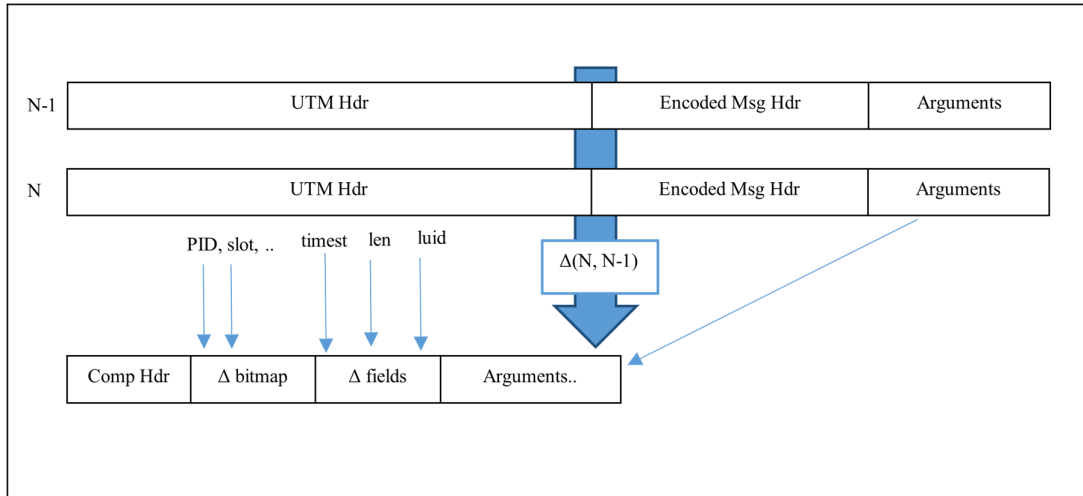 N-1 UTM Hdr Encoded Msg Hdr Arguments
N UTM Hdr Encoded Msg Hdr Arguments
PID, slot, .. timest len luid
Δ(N, N-1)
Comp Hdr Δ bitmap Δ fields Arguments..